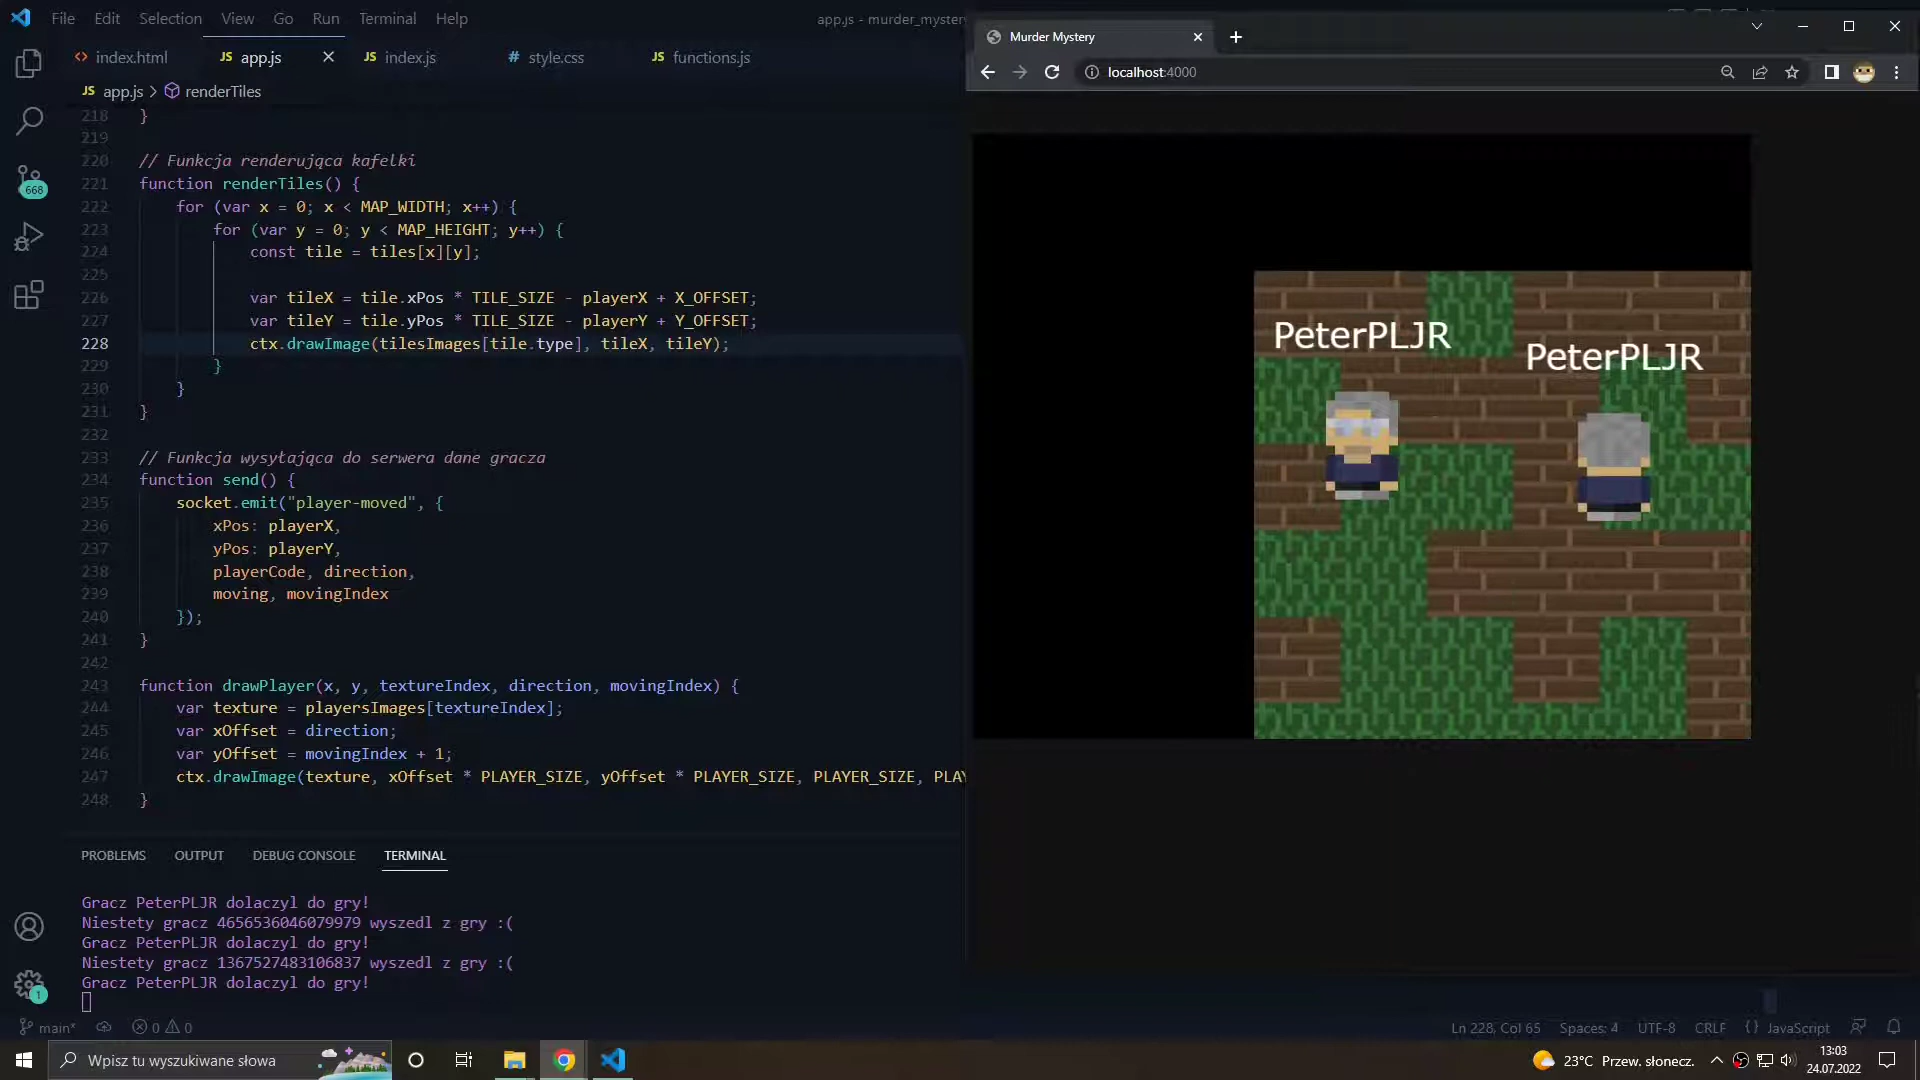 File Edit Selection View Go Run Terminal Help
app.js - murder_mystery
index.html
JS app.js
JS index.js
# style.css
JS functions.js
JS app.js > renderTiles
218 }
219
220 // Funkcja renderująca kafelki
221 function renderTiles() {
222 for (var x = 0; x < MAP_WIDTH; x++) {
223 for (var y = 0; y < MAP_HEIGHT; y++) {
224 const tile = tiles[x][y];
225
226 var tileX = tile.xPos * TILE_SIZE - playerX + X_OFFSET;
227 var tileY = tile.yPos * TILE_SIZE - playerY + Y_OFFSET;
228 ctx.drawImage(tilesImages[tile.type], tileX, tileY);
229 }
230 }
231 }
232
233 // Funkcja wysyłająca do serwera dane gracza
234 function send() {
235 socket.emit("player-moved", {
236 xPos: playerX,
237 yPos: playerY,
238 playerCode, direction,
239 moving, movingIndex
240 });
241 }
242
243 function drawPlayer(x, y, textureIndex, direction, movingIndex) {
244 var texture = playersImages[textureIndex];
245 var xOffset = direction;
246 var yOffset = movingIndex + 1;
247 ctx.drawImage(texture, xOffset * PLAYER_SIZE, yOffset * PLAYER_SIZE, PLAYER_SIZE, PLAY
248 }
668
PROBLEMS OUTPUT DEBUG CONSOLE TERMINAL
Gracz PeterPLJR dolaczyl do gry!
Niestety gracz 4656536046079979 wyszedl z gry :(
Gracz PeterPLJR dolaczyl do gry!
Niestety gracz 1367527483106837 wyszedl z gry :(
Gracz PeterPLJR dolaczyl do gry!
1
main* 0 0
Ln 228, Col 65 Spaces: 4 UTF-8 CRLF {} JavaScript
Murder Mystery
localhost:4000
PeterPLJR
PeterPLJR
Wpisz tu wyszukiwane słowa
23°C Przew. słonecz.
13:03
24.07.2022